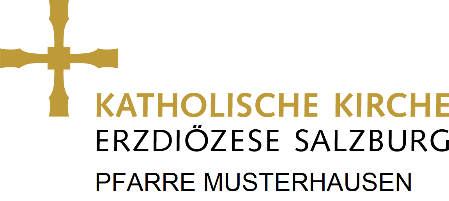 KATHOLISCHE KIRCHE
ERZDIÖZESE SALZBURG
PFARRE MUSTERHAUSEN